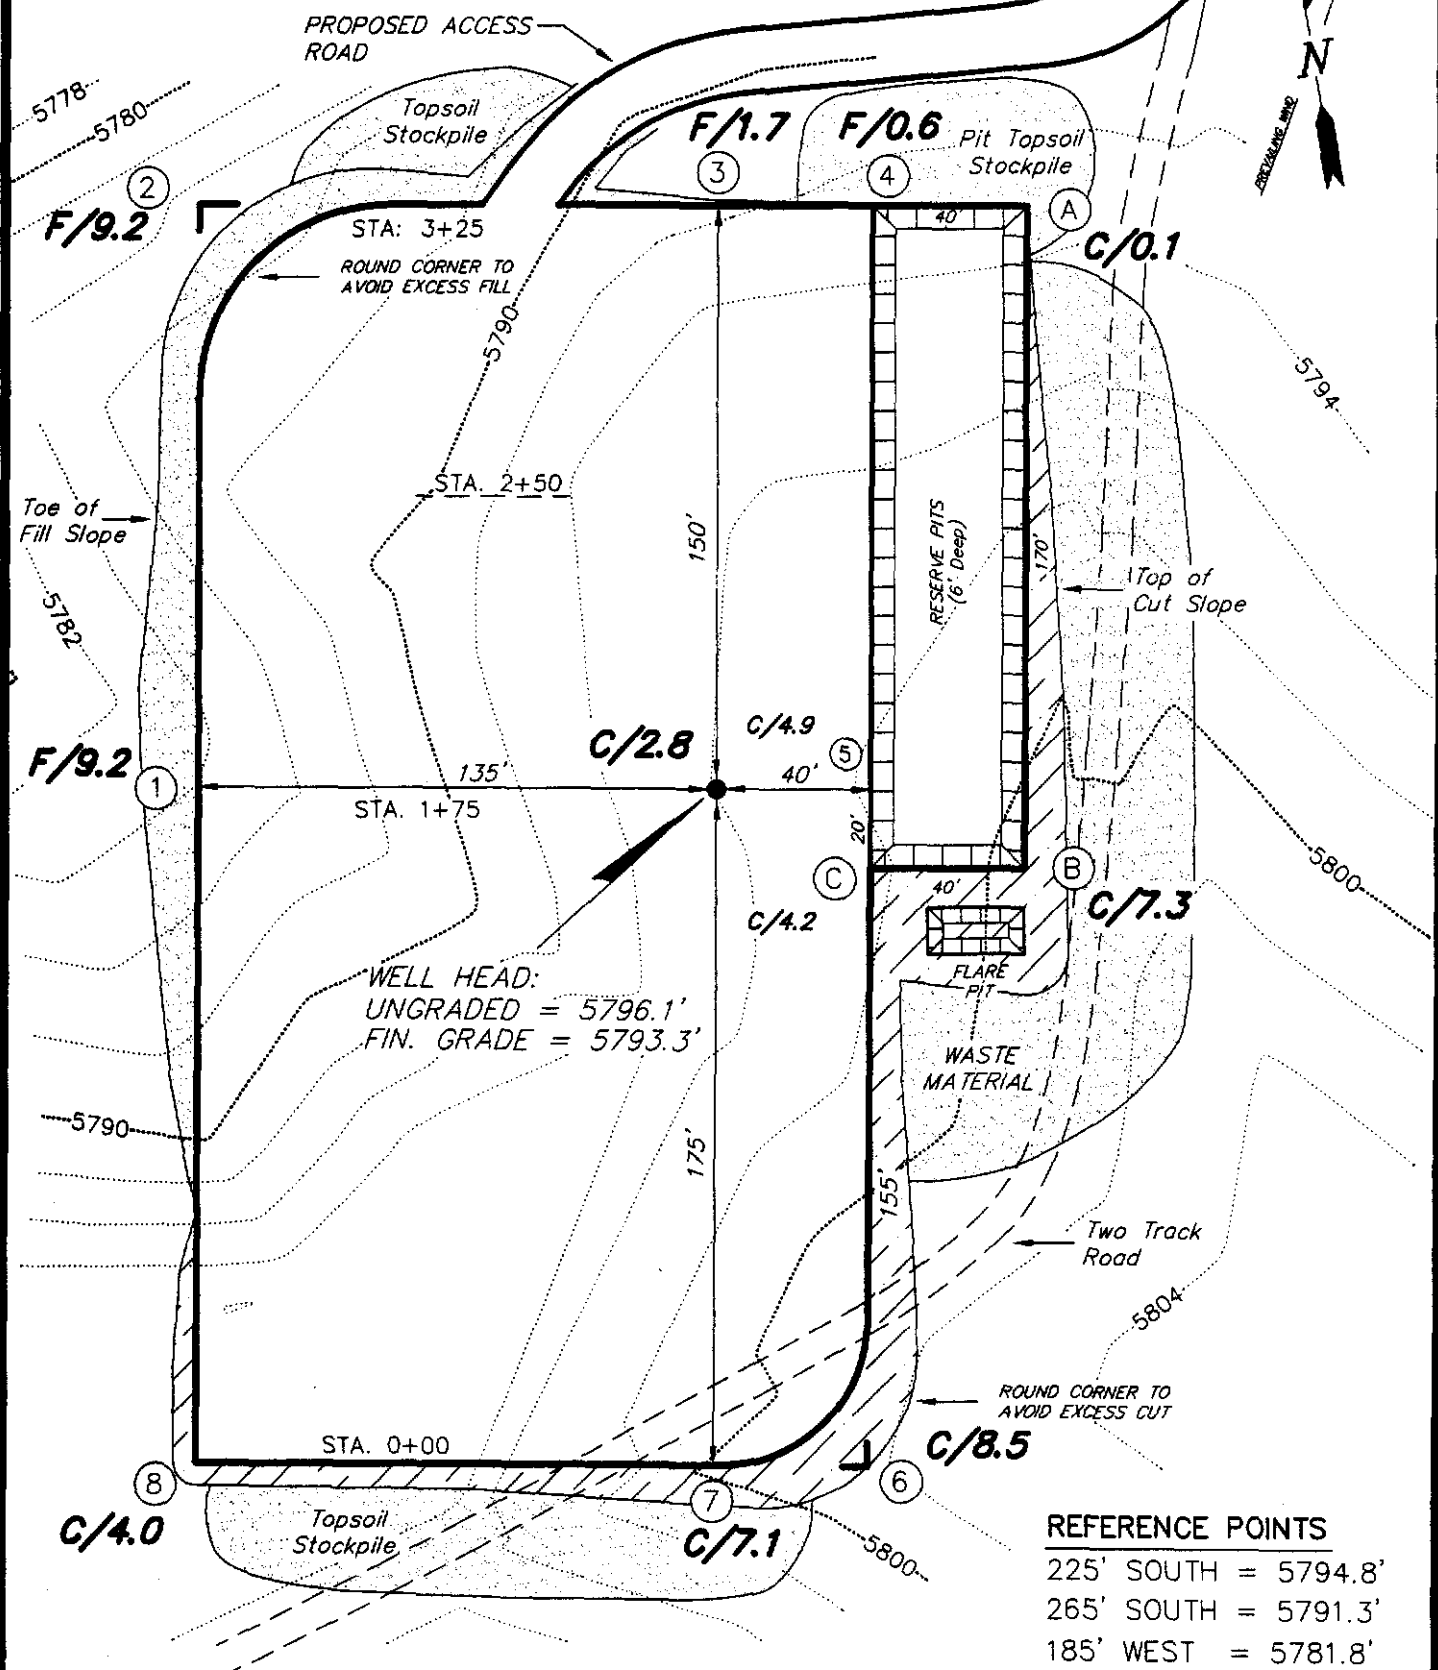 PROPOSED ACCESS
ROAD
N
PREVAILING WIND
5778
5780
Topsoil
Stockpile
F/1.7
F/0.6
Pit Topsoil
Stockpile
2
3
4
A
F/9.2
STA: 3+25
40'
C/0.1
ROUND CORNER TO
AVOID EXCESS FILL
5790
5794
STA. 2+50
Toe of
Fill Slope
150'
RESERVE PITS
(6' Deep)
170'
Top of
Cut Slope
5782
F/9.2
1
C/2.8
C/4.9
5
135'
40'
STA. 1+75
20'
C
B
5800
40'
C/7.3
C/4.2
FLARE
PIT
WELL HEAD:
UNGRADED = 5796.1'
FIN. GRADE = 5793.3'
WASTE
MATERIAL
5790
175'
155'
Two Track
Road
5804
ROUND CORNER TO
AVOID EXCESS CUT
STA. 0+00
C/8.5
8
7
6
C/4.0
Topsoil
Stockpile
C/7.1
5800
REFERENCE POINTS
225' SOUTH = 5794.8'
265' SOUTH = 5791.3'
185' WEST = 5781.8'